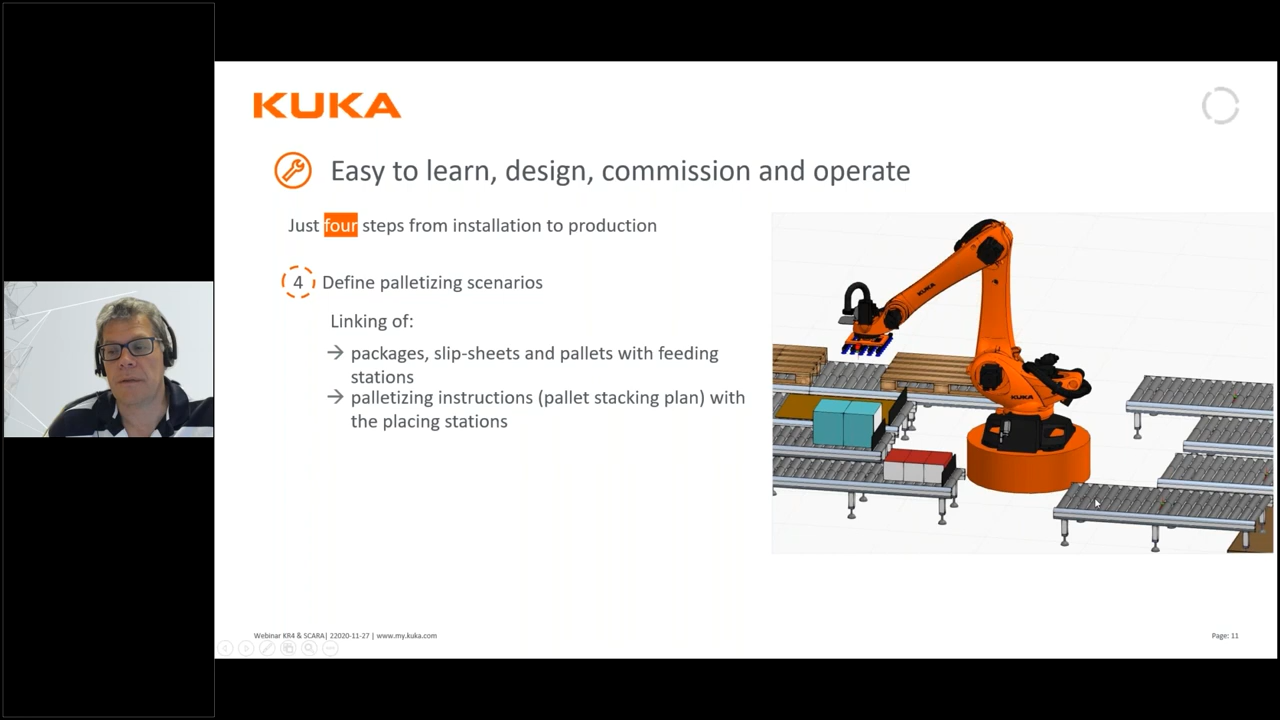 KUKA
Easy to learn, design, commission and operate
Just four steps from installation to production
4 Define palletizing scenarios
Linking of:
→ packages, slip-sheets and pallets with feeding
stations
→ palletizing instructions (pallet stacking plan) with
the placing stations
KUKA
KUKA
Webinar KR4 & SCARA| 22020-11-27 | www.my.kuka.com
Page: 11